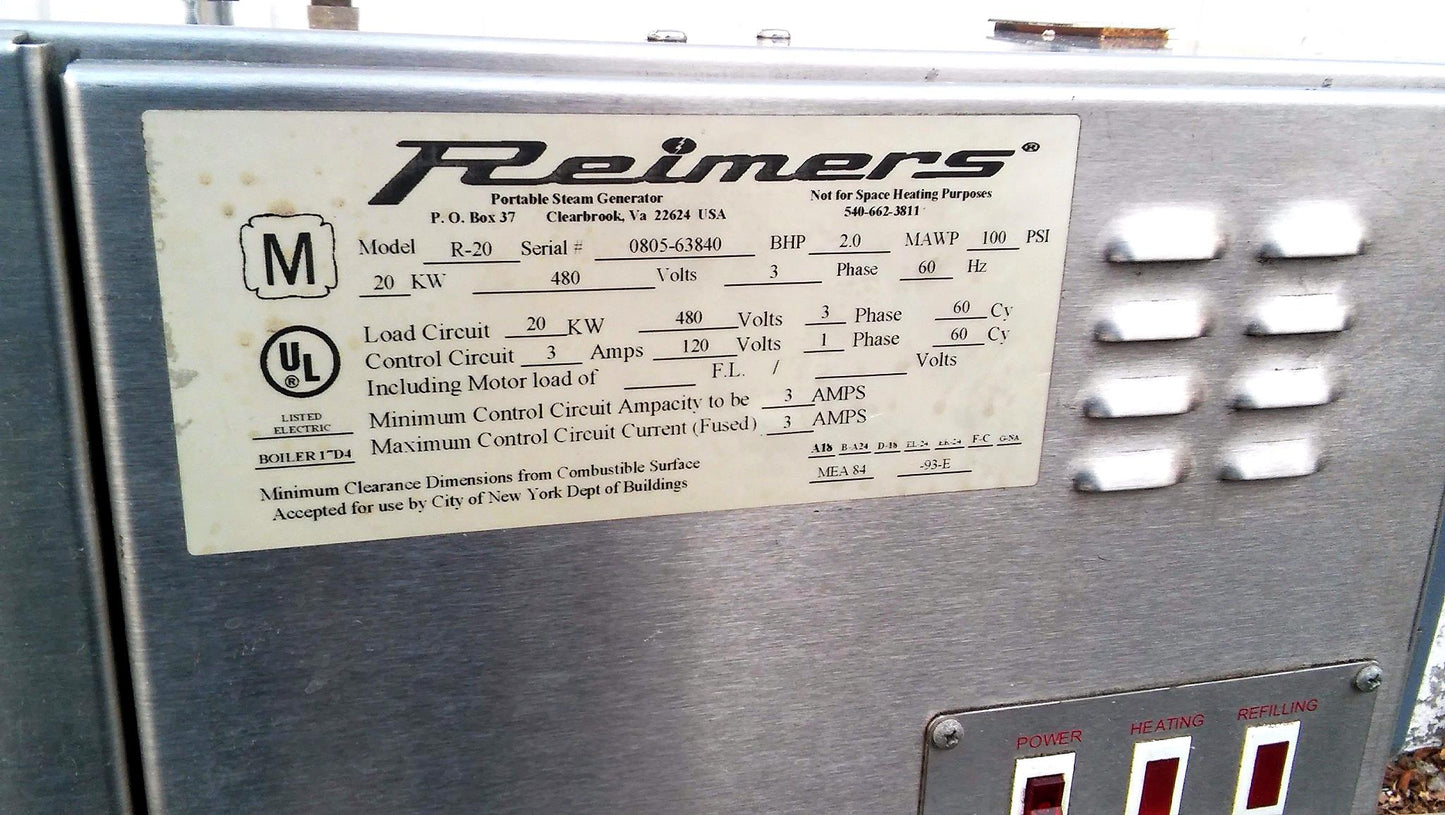 Reimers®
Portable Steam Generator Not for Space Heating Purposes
P. O. Box 37 Clearbrook, Va 22624 USA 540-662-3811
M
Model R-20 Serial # 0805-63840 BHP 2.0 MAWP 100 PSI
20 KW 480 Volts 3 Phase 60 Hz
UL®
LISTED
ELECTRIC
BOILER 17D4
Load Circuit 20 KW 480 Volts 3 Phase 60 Cy
Control Circuit 3 Amps 120 Volts 1 Phase 60 Cy
Including Motor load of F.L. / Volts
Minimum Control Circuit Ampacity to be 3 AMPS
Maximum Control Circuit Current (Fused) 3 AMPS
A18 B-A24 D-18 F-C
MEA 84 -93-E
Minimum Clearance Dimensions from Combustible Surface
Accepted for use by City of New York Dept of Buildings
POWER HEATING REFILLING